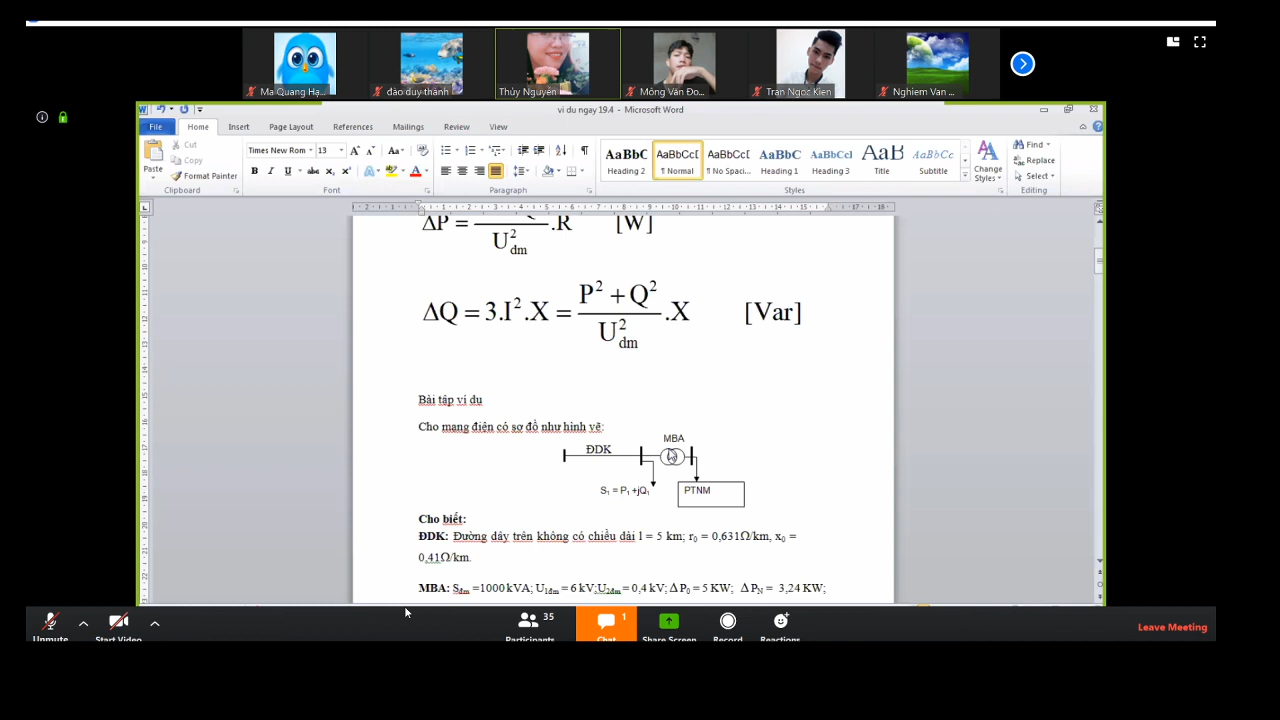 Ma Quang Hạ...
đào duy thành
Thủy Nguyễn
Mông Văn Đo...
Trần Ngọc Kiên
Nghiem Van ...
vi du ngay 19.4 - Microsoft Word
File Home Insert Page Layout References Mailings Review View
Paste
Cut
Copy
Format Painter
Clipboard
Times New Rom 13
Font
Paragraph
AaBbC AaBbCcD AaBbCcD AaBbC AaBbCcI AaB AaBbCc
Heading 2 ¶ Normal ¶ No Spaci... Heading 1 Heading 3 Title Subtitle
Change Styles
Styles
Find
Replace
Select
Editing
ΔP = .R [W]
U²đm
ΔQ = 3.I².X = (P² + Q²)/U²đm .X [Var]
Bài tập ví dụ
Cho mạng điện có sơ đồ như hình vẽ:
MBA
ĐDK
S₁ = P₁ +jQ₁
PTNM
Cho biết:
ĐDK: Đường dây trên không có chiều dài l = 5 km; r₀ = 0,631Ω/km, x₀ =
0,41Ω/km.
MBA: Sđm =1000 kVA; U1đm = 6 kV;U2đm = 0,4 kV; Δ P₀ = 5 KW; Δ PN = 3,24 KW;
Unmute
Start Video
35
Participants
1
Chat
Share Screen
Record
Reactions
Leave Meeting